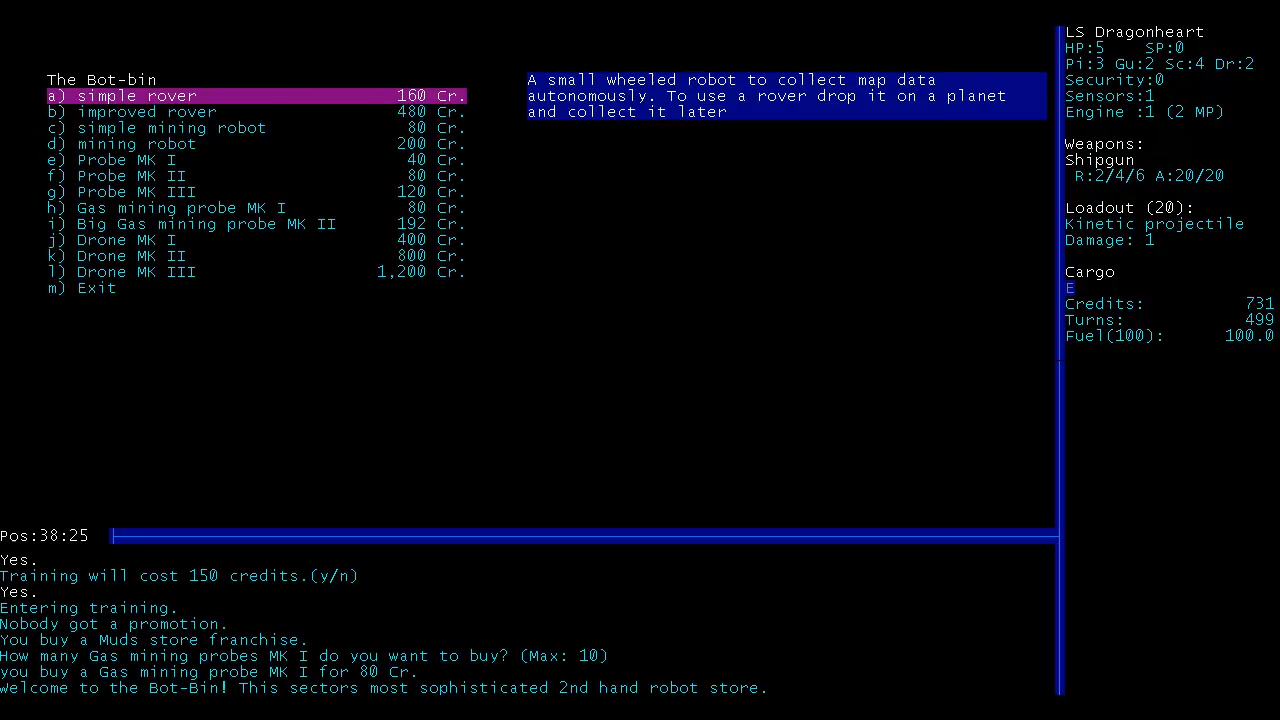 The Bot-bin
a) simple rover 160 Cr.
b) improved rover 480 Cr.
c) simple mining robot 80 Cr.
d) mining robot 200 Cr.
e) Probe MK I 40 Cr.
f) Probe MK II 80 Cr.
g) Probe MK III 120 Cr.
h) Gas mining probe MK I 80 Cr.
i) Big Gas mining probe MK II 192 Cr.
j) Drone MK I 400 Cr.
k) Drone MK II 800 Cr.
l) Drone MK III 1,200 Cr.
m) Exit
A small wheeled robot to collect map data
autonomously. To use a rover drop it on a planet
and collect it later
LS Dragonheart
HP:5 SP:0
Pi:3 Gu:2 Sc:4 Dr:2
Security:0
Sensors:1
Engine :1 (2 MP)
Weapons:
Shipgun
R:2/4/6 A:20/20
Loadout (20):
Kinetic projectile
Damage: 1
Cargo
E
Credits: 731
Turns: 499
Fuel(100): 100.0
Pos:38:25
Yes.
Training will cost 150 credits.(y/n)
Yes.
Entering training.
Nobody got a promotion.
You buy a Muds store franchise.
How many Gas mining probes MK I do you want to buy? (Max: 10)
you buy a Gas mining probe MK I for 80 Cr.
Welcome to the Bot-Bin! This sectors most sophisticated 2nd hand robot store.